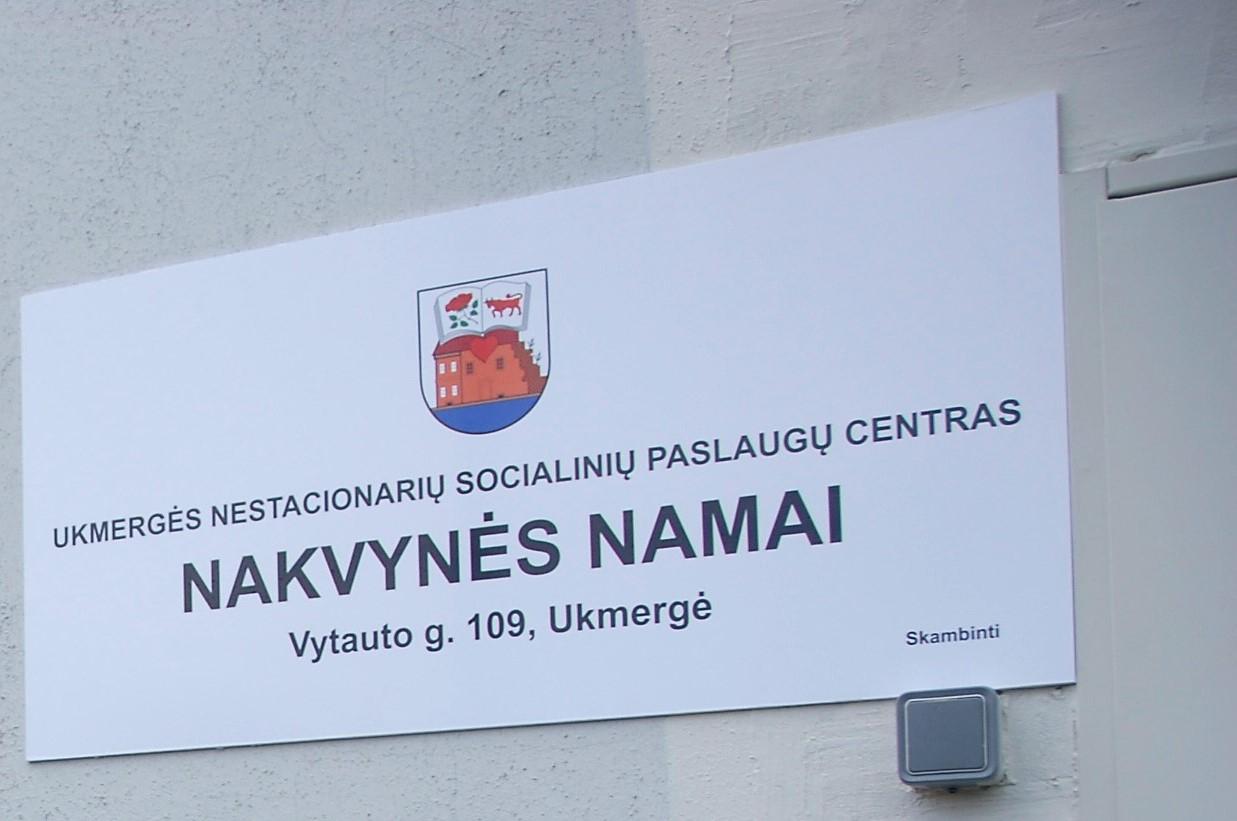 UKMERGĖS NESTACIONARIŲ SOCIALINIŲ PASLAUGŲ CENTRAS
NAKVYNĖS NAMAI
Vytauto g. 109, Ukmergė
Skambinti